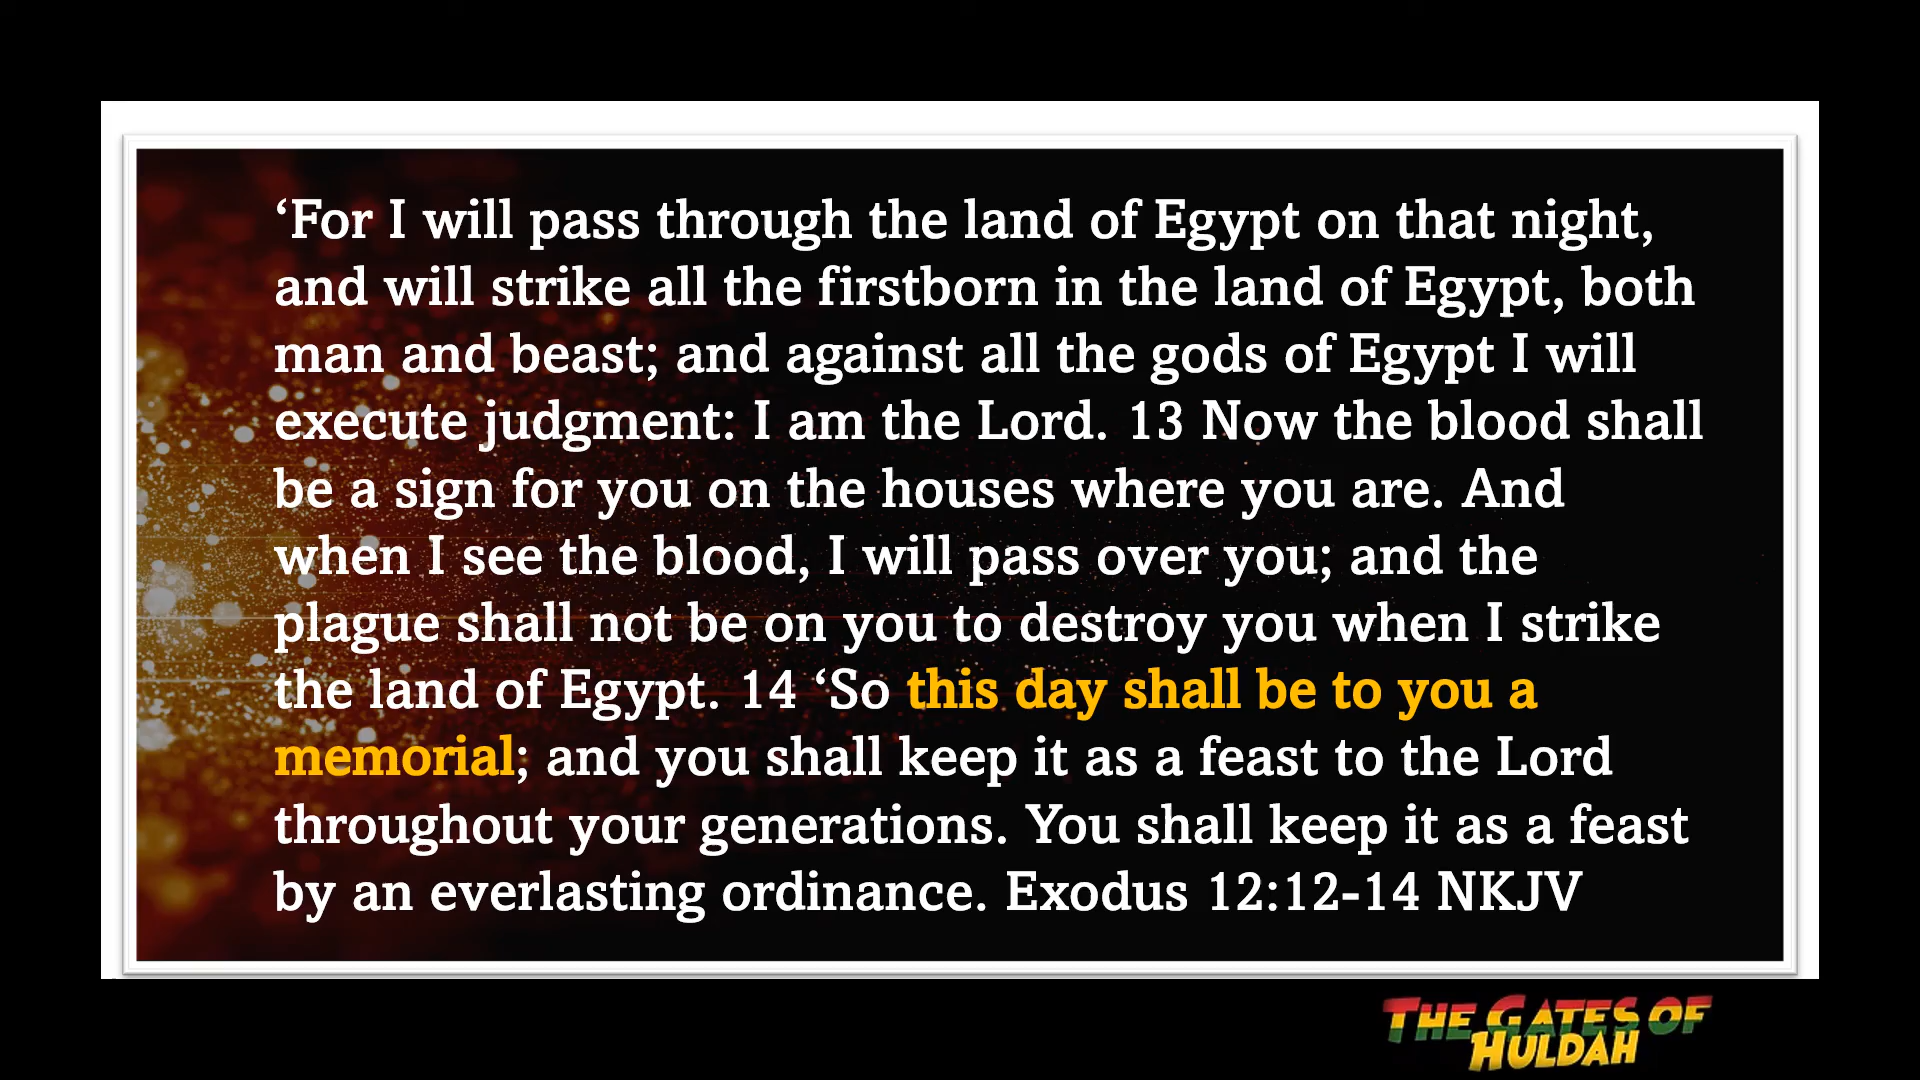 ‘For I will pass through the land of Egypt on that night,
and will strike all the firstborn in the land of Egypt, both
man and beast; and against all the gods of Egypt I will
execute judgment: I am the Lord. 13 Now the blood shall
be a sign for you on the houses where you are. And
when I see the blood, I will pass over you; and the
plague shall not be on you to destroy you when I strike
the land of Egypt. 14 ‘So this day shall be to you a
memorial; and you shall keep it as a feast to the Lord
throughout your generations. You shall keep it as a feast
by an everlasting ordinance. Exodus 12:12-14 NKJV
THE GATES OF
HULDAH